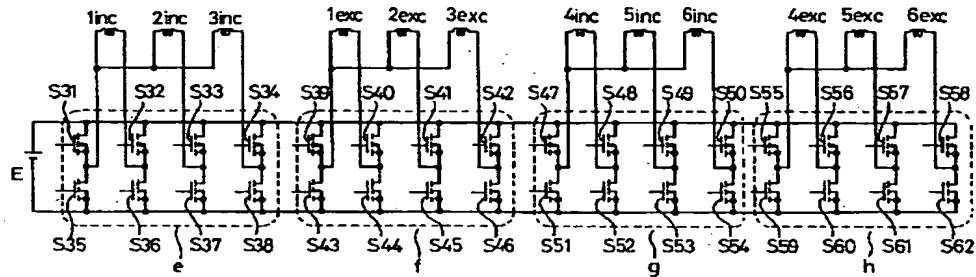 1inc 2inc 3inc 1exc 2exc 3exc 4inc 5inc 6inc 4exc 5exc 6exc
S31 S32 S33 S34 S39 S40 S41 S42 S47 S48 S49 S50 S55 S56 S57 S58
E
S35 S36 S37 S38 S43 S44 S45 S46 S51 S52 S53 S54 S59 S60 S61 S62
e f g h